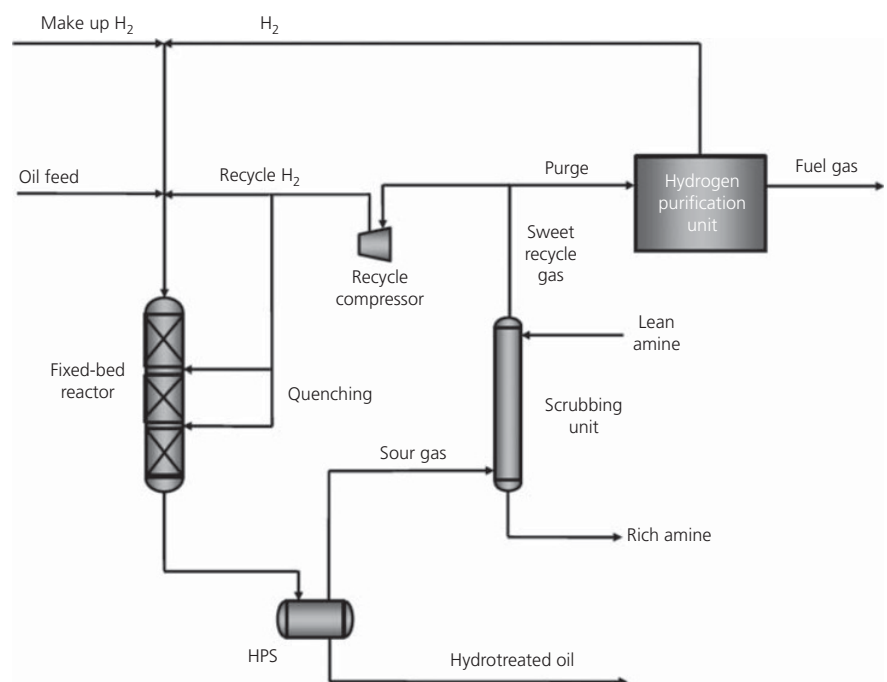 Make up H₂
H₂
Oil feed
Recycle H₂
Purge
Hydrogen
purification
unit
Fuel gas
Recycle
compressor
Sweet
recycle
gas
Lean
amine
Fixed-bed
reactor
Quenching
Scrubbing
unit
Sour gas
Rich amine
HPS
Hydrotreated oil